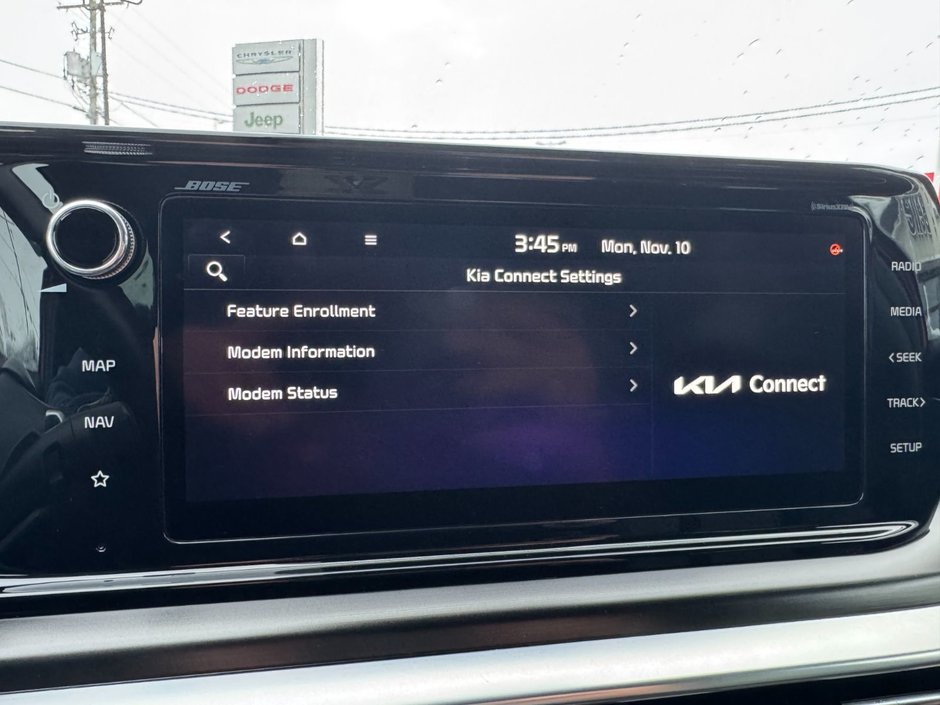 CHRYSLER
DODGE
Jeep
BOSE
SiriusXM
3:45 PM Mon, Nov. 10
Kia Connect Settings
Feature Enrollment
Modem Information
Modem Status
KIA Connect
MAP
NAV
RADIO
MEDIA
< SEEK
TRACK >
SETUP